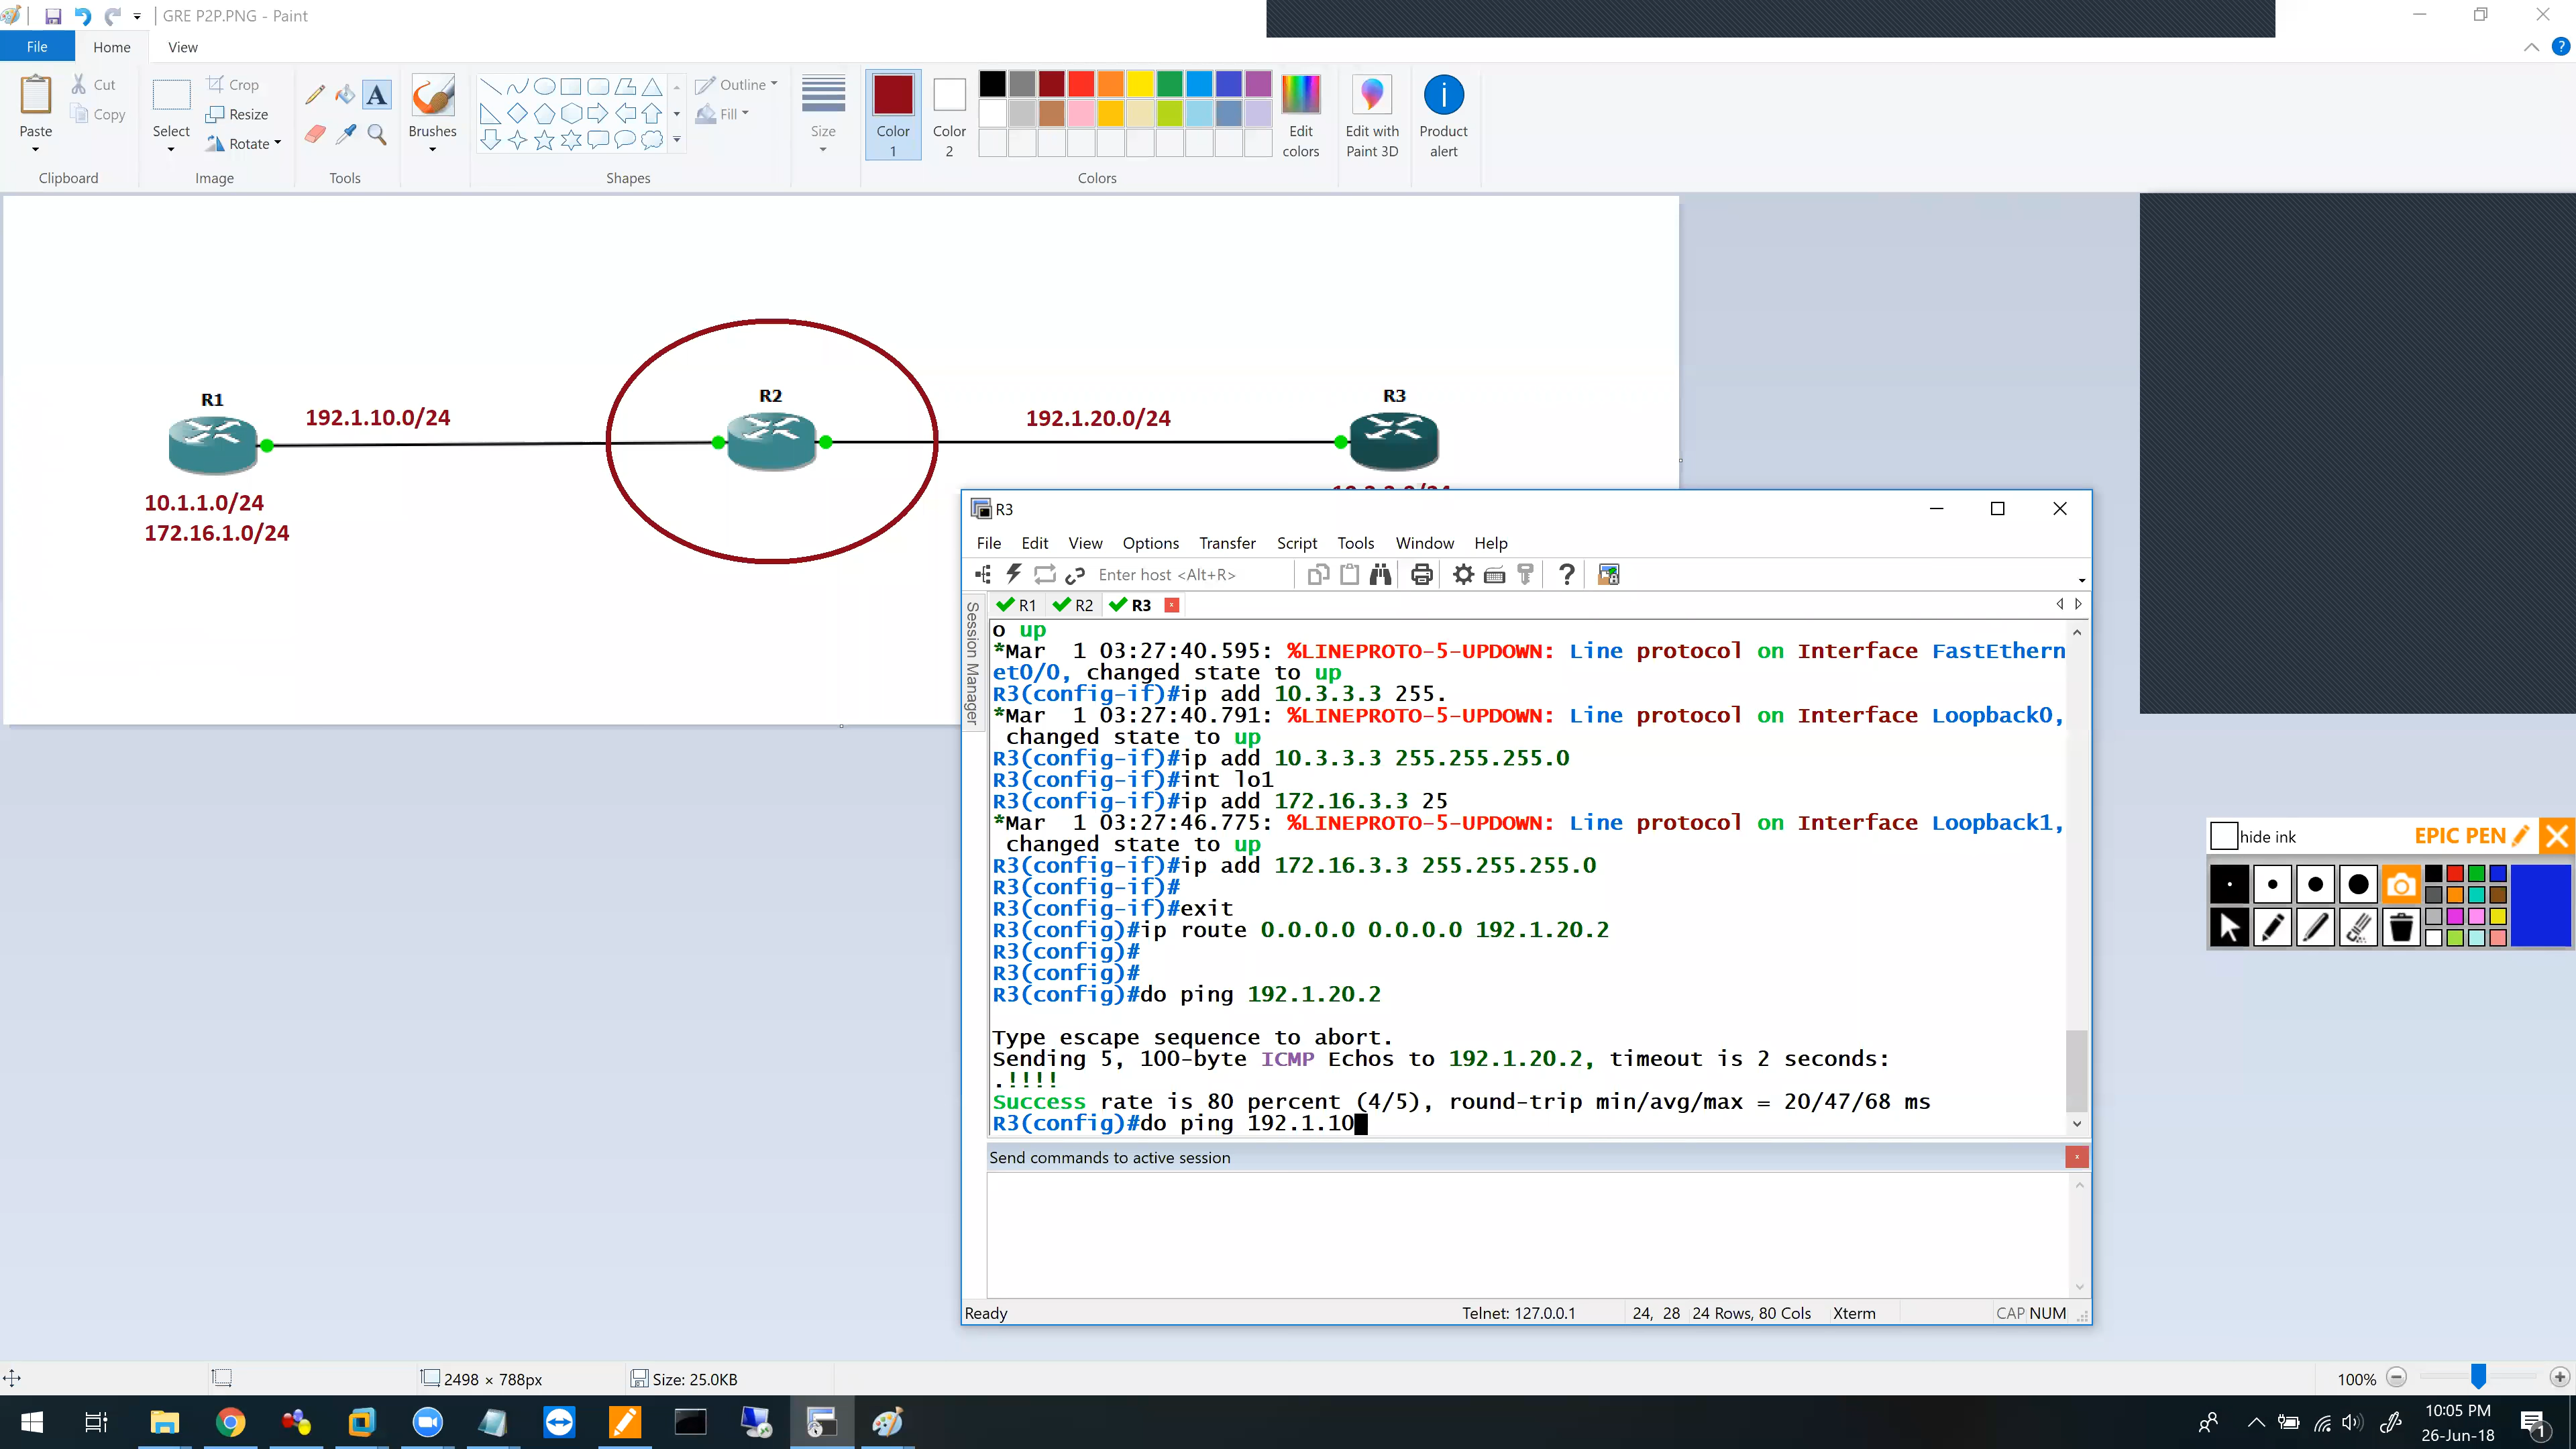 GRE P2P.PNG - Paint
File Home View
Paste
Cut
Copy
Clipboard
Select
Crop
Resize
Rotate
Image
A
Tools
Brushes
Shapes
Outline
Fill
Size
Color 1
Color 2
Colors
Edit colors
Edit with Paint 3D
Product alert
R1
192.1.10.0/24
R2
192.1.20.0/24
R3
10.1.1.0/24
172.16.1.0/24
R3
File Edit View Options Transfer Script Tools Window Help
Enter host <Alt+R>
Session Manager
R1 R2 R3
o up
*Mar  1 03:27:40.595: %LINEPROTO-5-UPDOWN: Line protocol on Interface FastEthern
et0/0, changed state to up
R3(config-if)#ip add 10.3.3.3 255.
*Mar  1 03:27:40.791: %LINEPROTO-5-UPDOWN: Line protocol on Interface Loopback0,
changed state to up
R3(config-if)#ip add 10.3.3.3 255.255.255.0
R3(config-if)#int lo1
R3(config-if)#ip add 172.16.3.3 25
*Mar  1 03:27:46.775: %LINEPROTO-5-UPDOWN: Line protocol on Interface Loopback1,
changed state to up
R3(config-if)#ip add 172.16.3.3 255.255.255.0
R3(config-if)#
R3(config-if)#exit
R3(config)#ip route 0.0.0.0 0.0.0.0 192.1.20.2
R3(config)#
R3(config)#
R3(config)#do ping 192.1.20.2
Type escape sequence to abort.
Sending 5, 100-byte ICMP Echos to 192.1.20.2, timeout is 2 seconds:
.!!!!
Success rate is 80 percent (4/5), round-trip min/avg/max = 20/47/68 ms
R3(config)#do ping 192.1.10
Send commands to active session
Ready Telnet: 127.0.0.1 24, 28 24 Rows, 80 Cols Xterm CAP NUM
hide ink EPIC PEN
2498 × 788px Size: 25.0KB 100%
10:05 PM
26-Jun-18
1